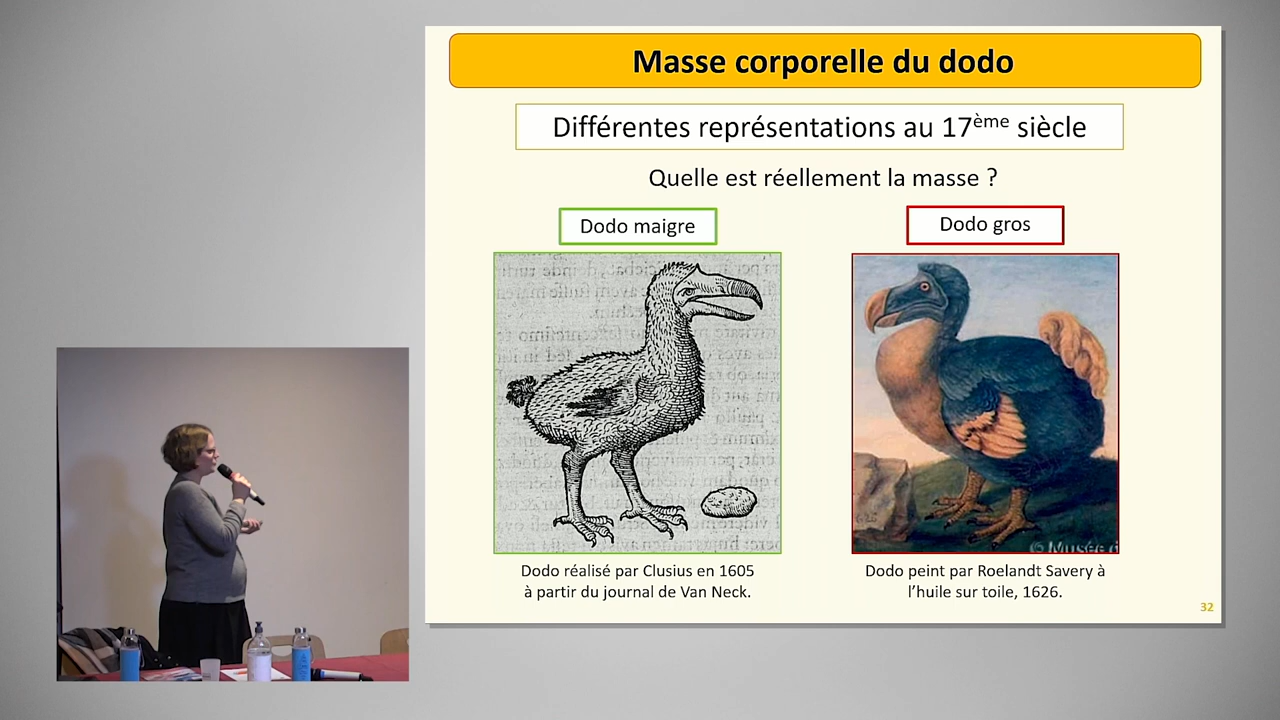 Masse corporelle du dodo
Différentes représentations au 17ème siècle
Quelle est réellement la masse ?
Dodo maigre
Dodo gros
© Musée d
Dodo réalisé par Clusius en 1605
à partir du journal de Van Neck.
Dodo peint par Roelandt Savery à
l'huile sur toile, 1626.
32